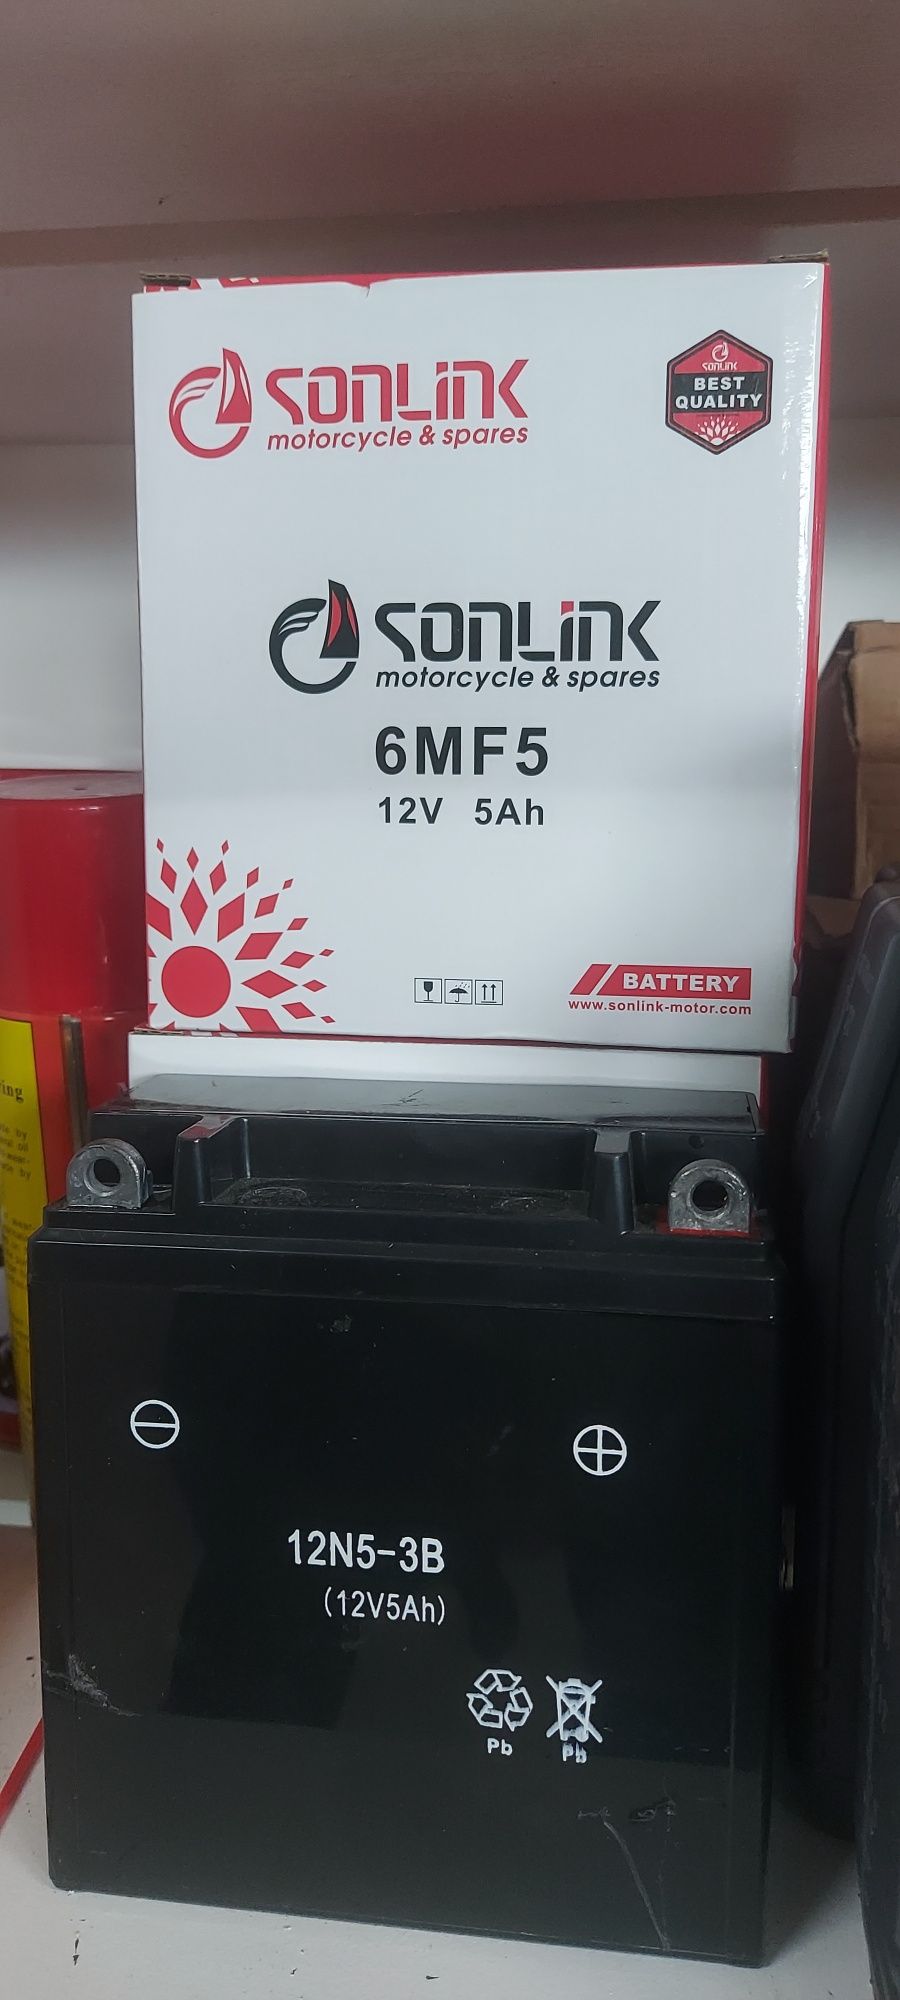 SONLINK
motorcycle & spares
SONLINK
BEST
QUALITY
SONLINK
motorcycle & spares
6MF5
12V 5Ah
BATTERY
www.sonlink-motor.com
12N5-3B
(12V5Ah)
Pb Pb